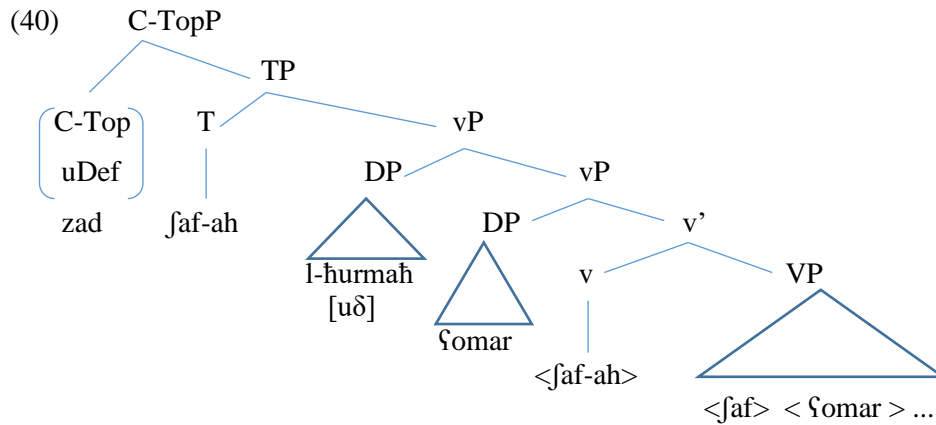 (40) C-TopP
TP
C-Top T vP
uDef DP vP
zad ʃaf-ah DP v’
l-ħurmaħ v VP
[uδ]
ʕomar
<ʃaf-ah>
<ʃaf> < ʕomar > ...